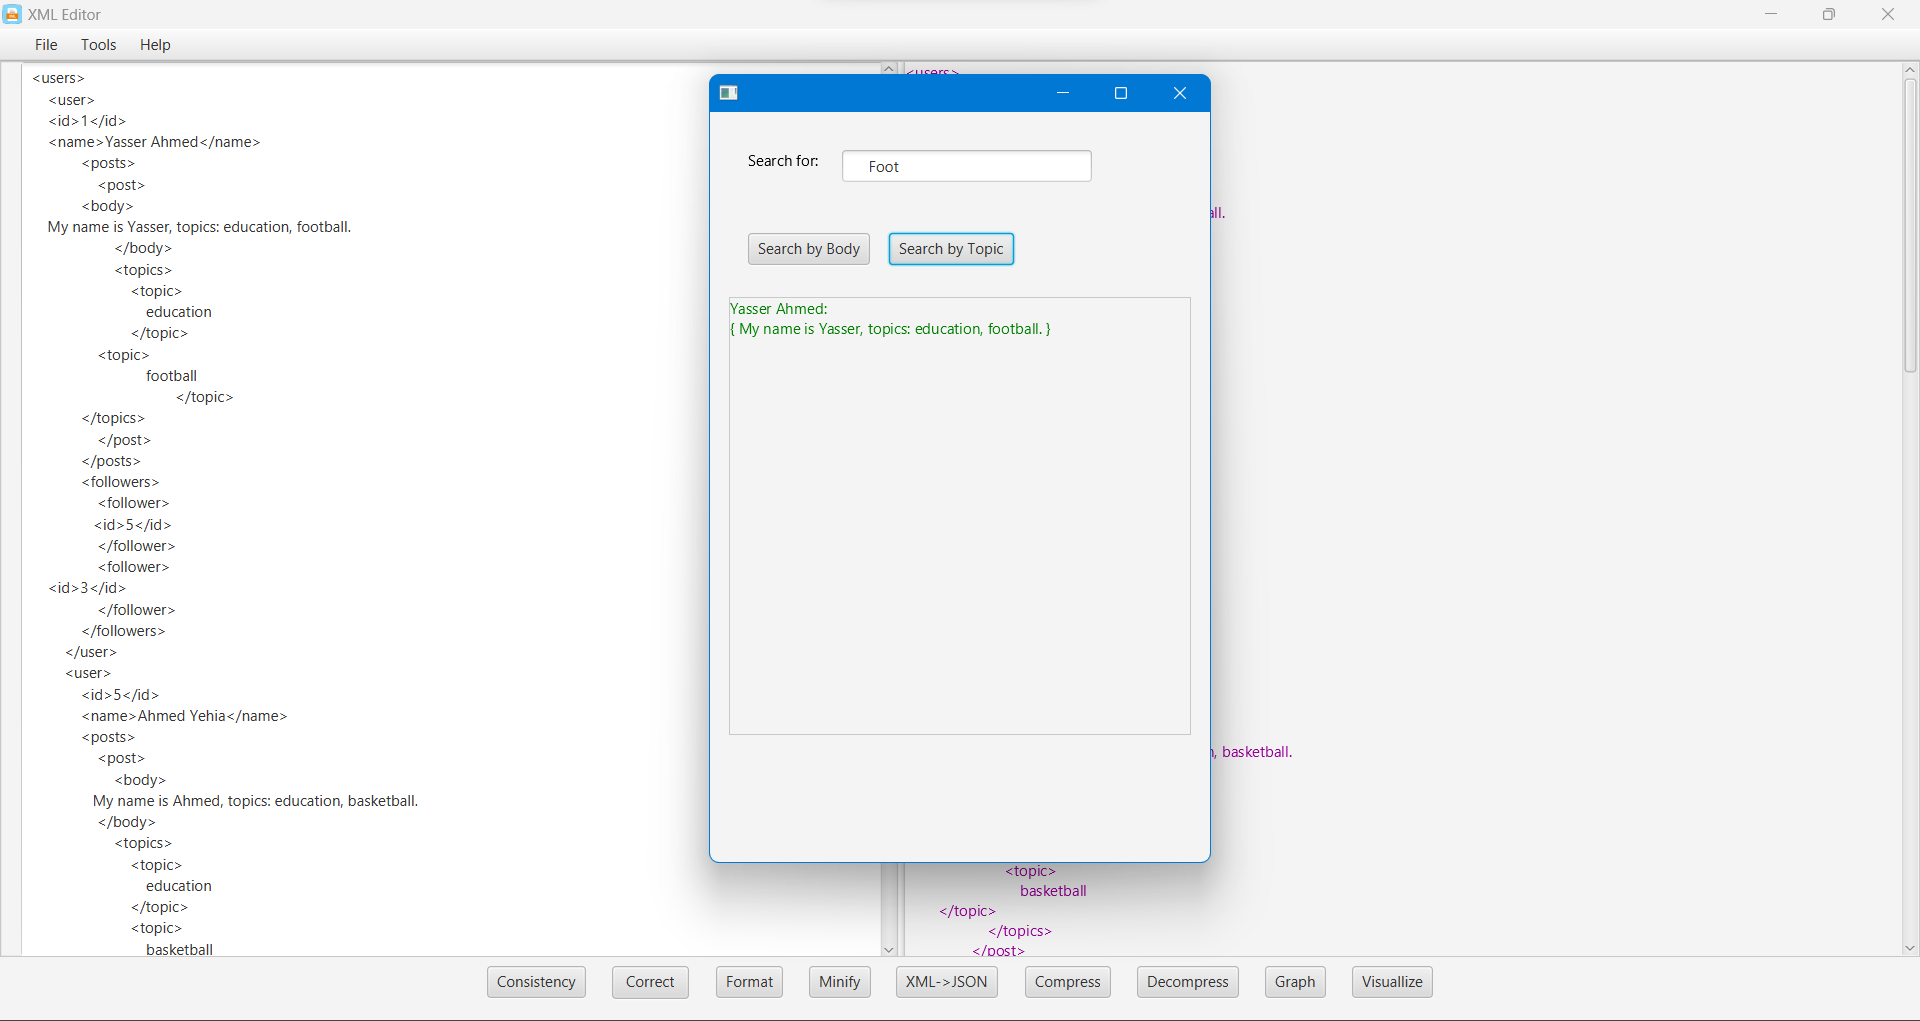 XML Editor
File Tools Help
<users>
<user>
<id>1</id>
<name>Yasser Ahmed</name>
<posts>
<post>
<body>
My name is Yasser, topics: education, football.
</body>
<topics>
<topic>
education
</topic>
<topic>
football
</topic>
</topics>
</post>
</posts>
<followers>
<follower>
<id>5</id>
</follower>
<follower>
<id>3</id>
</follower>
</followers>
</user>
<user>
<id>5</id>
<name>Ahmed Yehia</name>
<posts>
<post>
<body>
My name is Ahmed, topics: education, basketball.
</body>
<topics>
<topic>
education
</topic>
<topic>
basketball
Search for: Foot
Search by Body Search by Topic
Yasser Ahmed:
{ My name is Yasser, topics: education, football. }
<users>
all.
, basketball.
<topic>
basketball
</topic>
</topics>
</post>
Consistency Correct Format Minify XML->JSON Compress Decompress Graph Visuallize